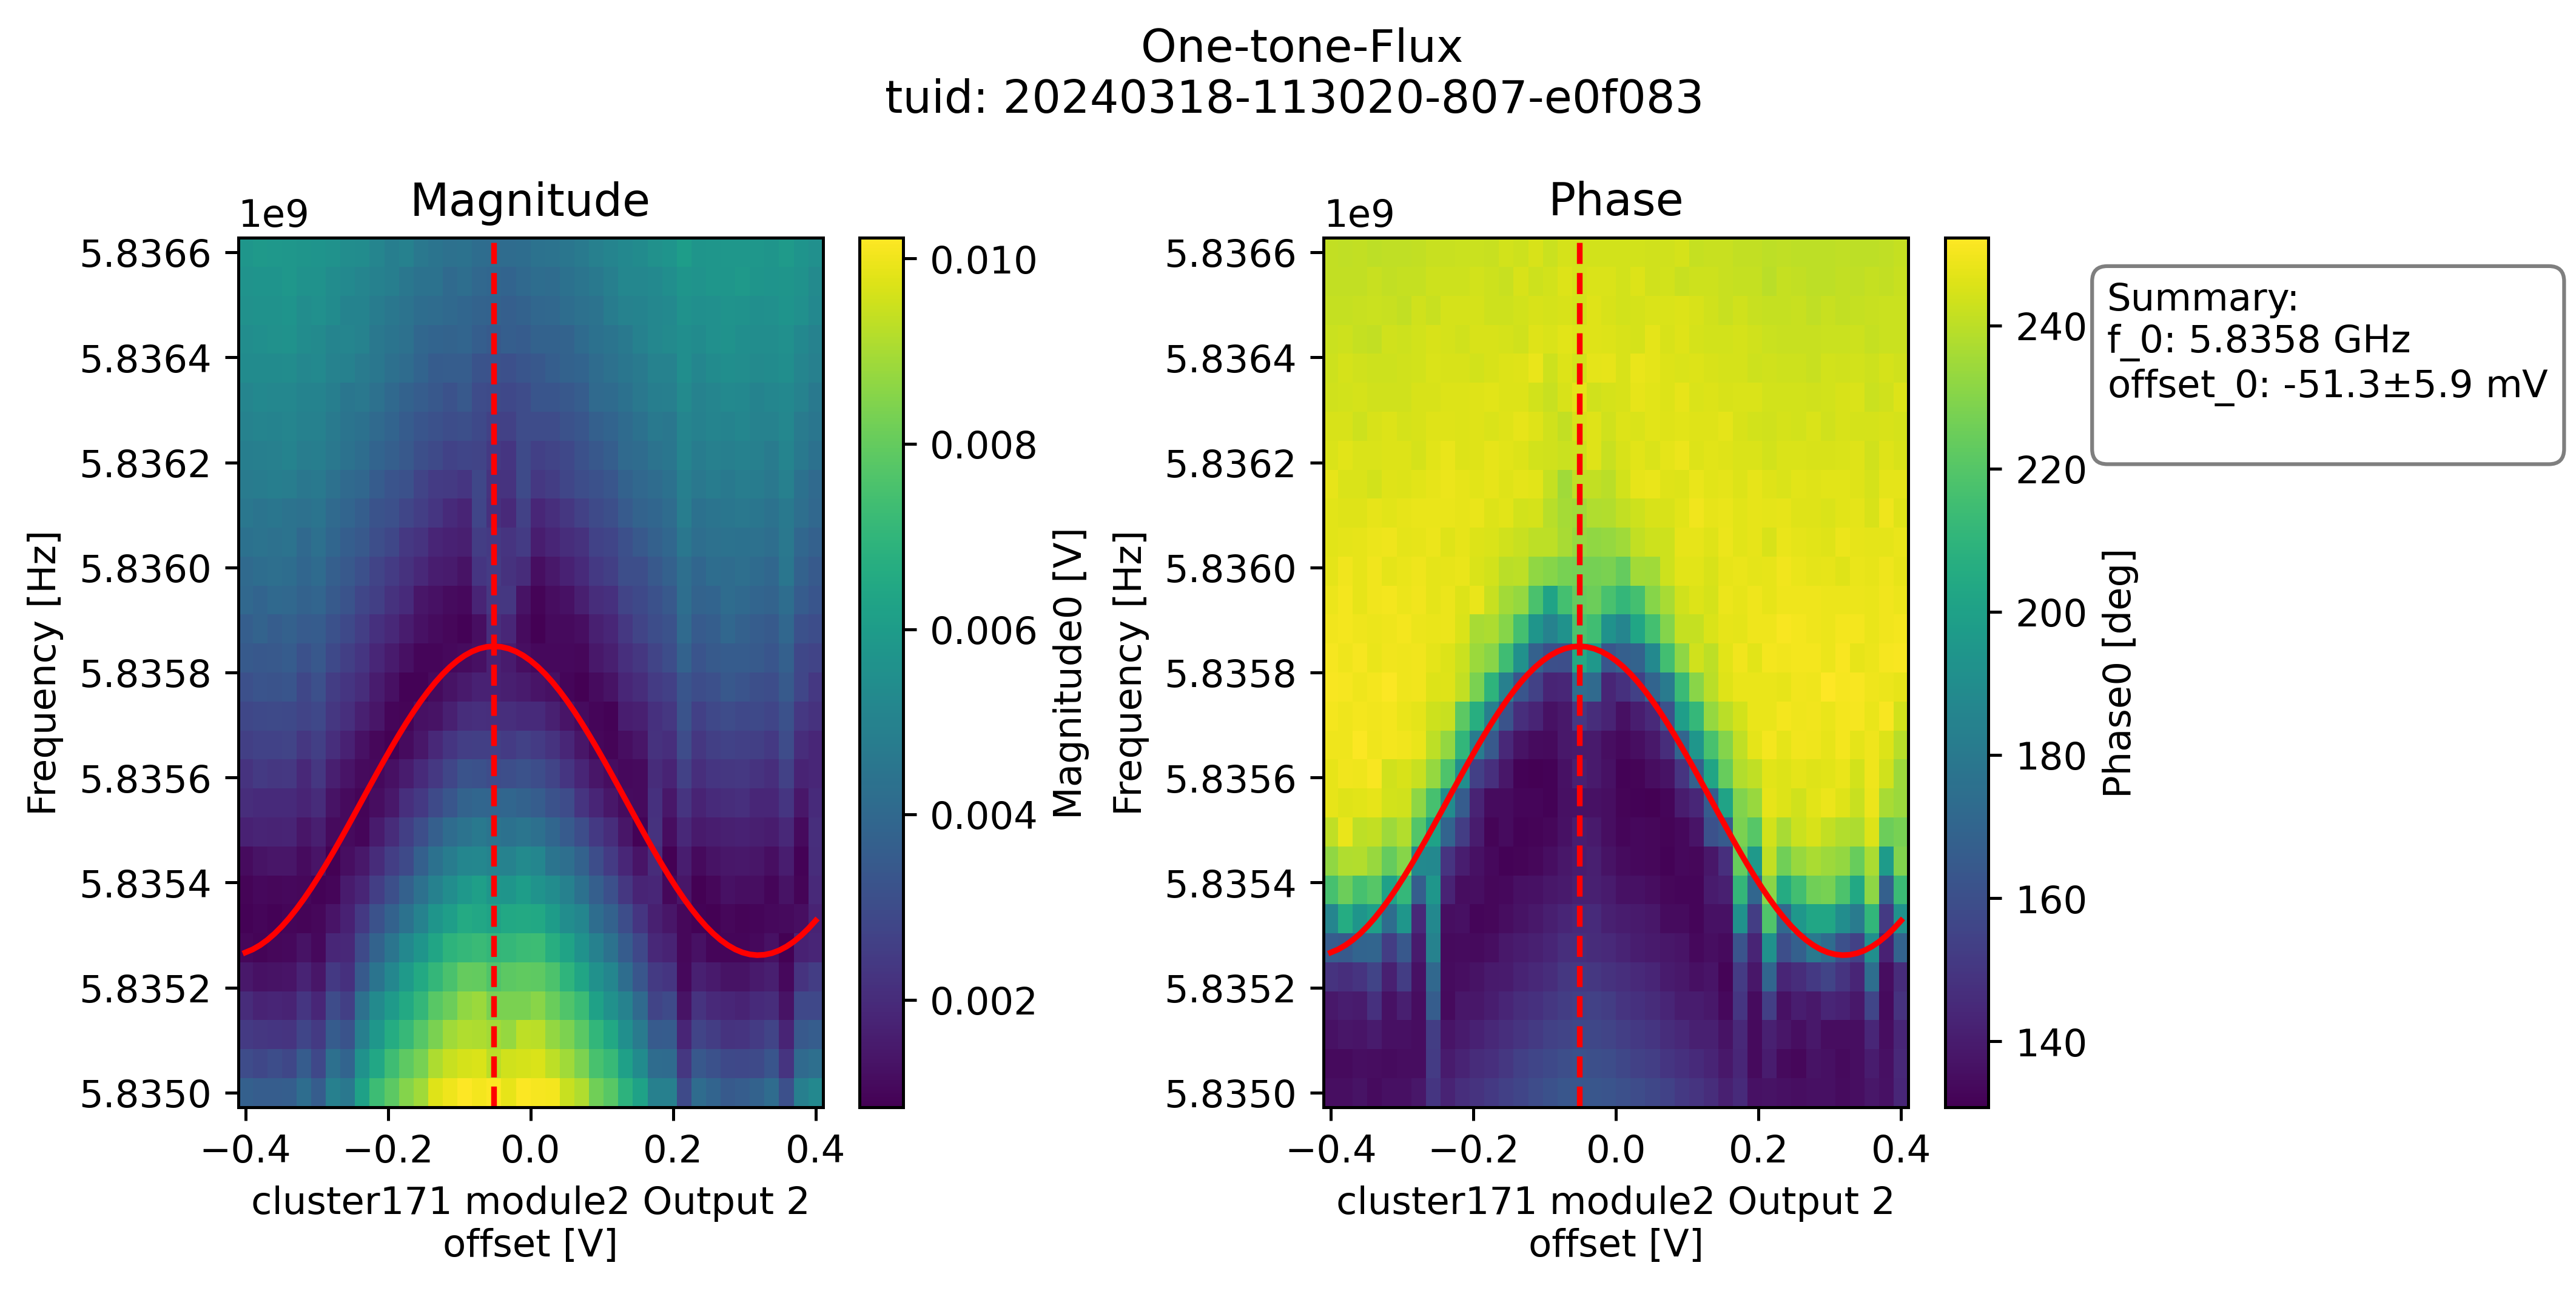 One-tone-Flux
tuid: 20240318-113020-807-e0f083
Magnitude
1e9
5.8366
5.8364
5.8362
5.8360
5.8358
5.8356
5.8354
5.8352
5.8350
Frequency [Hz]
−0.4
−0.2
0.0
0.2
0.4
cluster171 module2 Output 2
offset [V]
0.010
0.008
0.006
0.004
0.002
Magnitude0 [V]
Phase
1e9
5.8366
5.8364
5.8362
5.8360
5.8358
5.8356
5.8354
5.8352
5.8350
Frequency [Hz]
−0.4
−0.2
0.0
0.2
0.4
cluster171 module2 Output 2
offset [V]
240
220
200
180
160
140
Phase0 [deg]
Summary:
f_0: 5.8358 GHz
offset_0: -51.3±5.9 mV